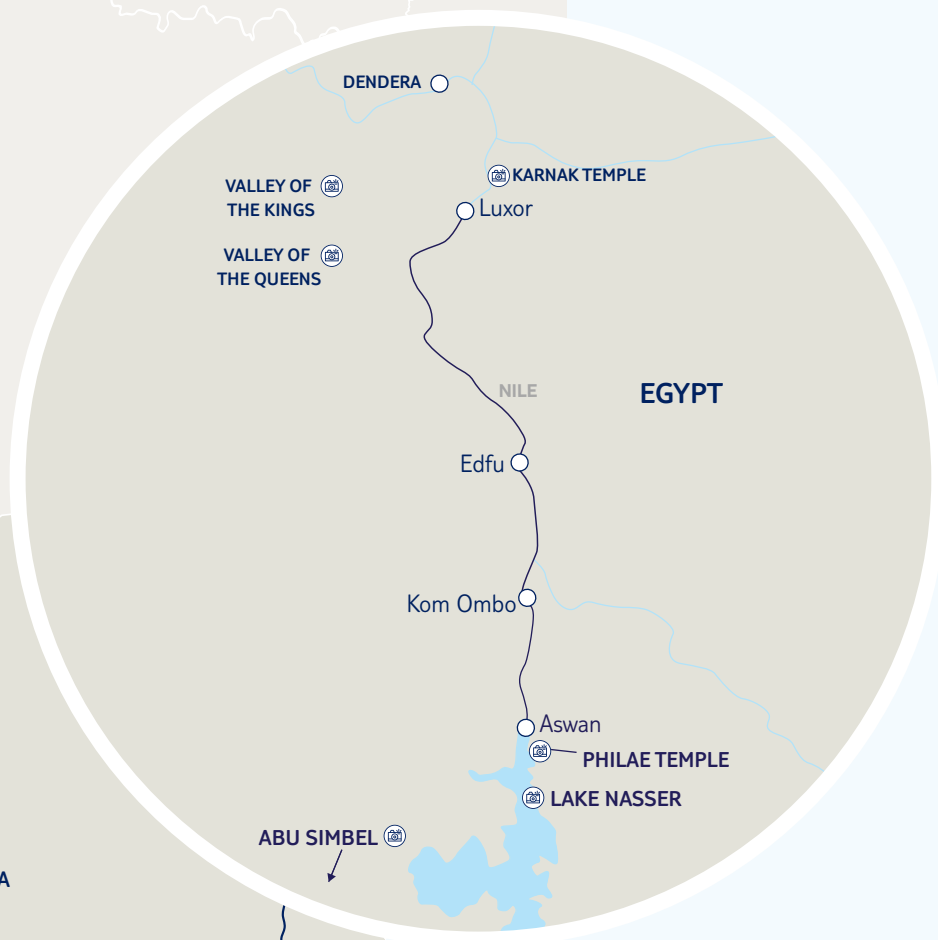 DENDERA
KARNAK TEMPLE
VALLEY OF
THE KINGS
Luxor
VALLEY OF
THE QUEENS
NILE
EGYPT
Edfu
Kom Ombo
Aswan
PHILAE TEMPLE
LAKE NASSER
ABU SIMBEL
A